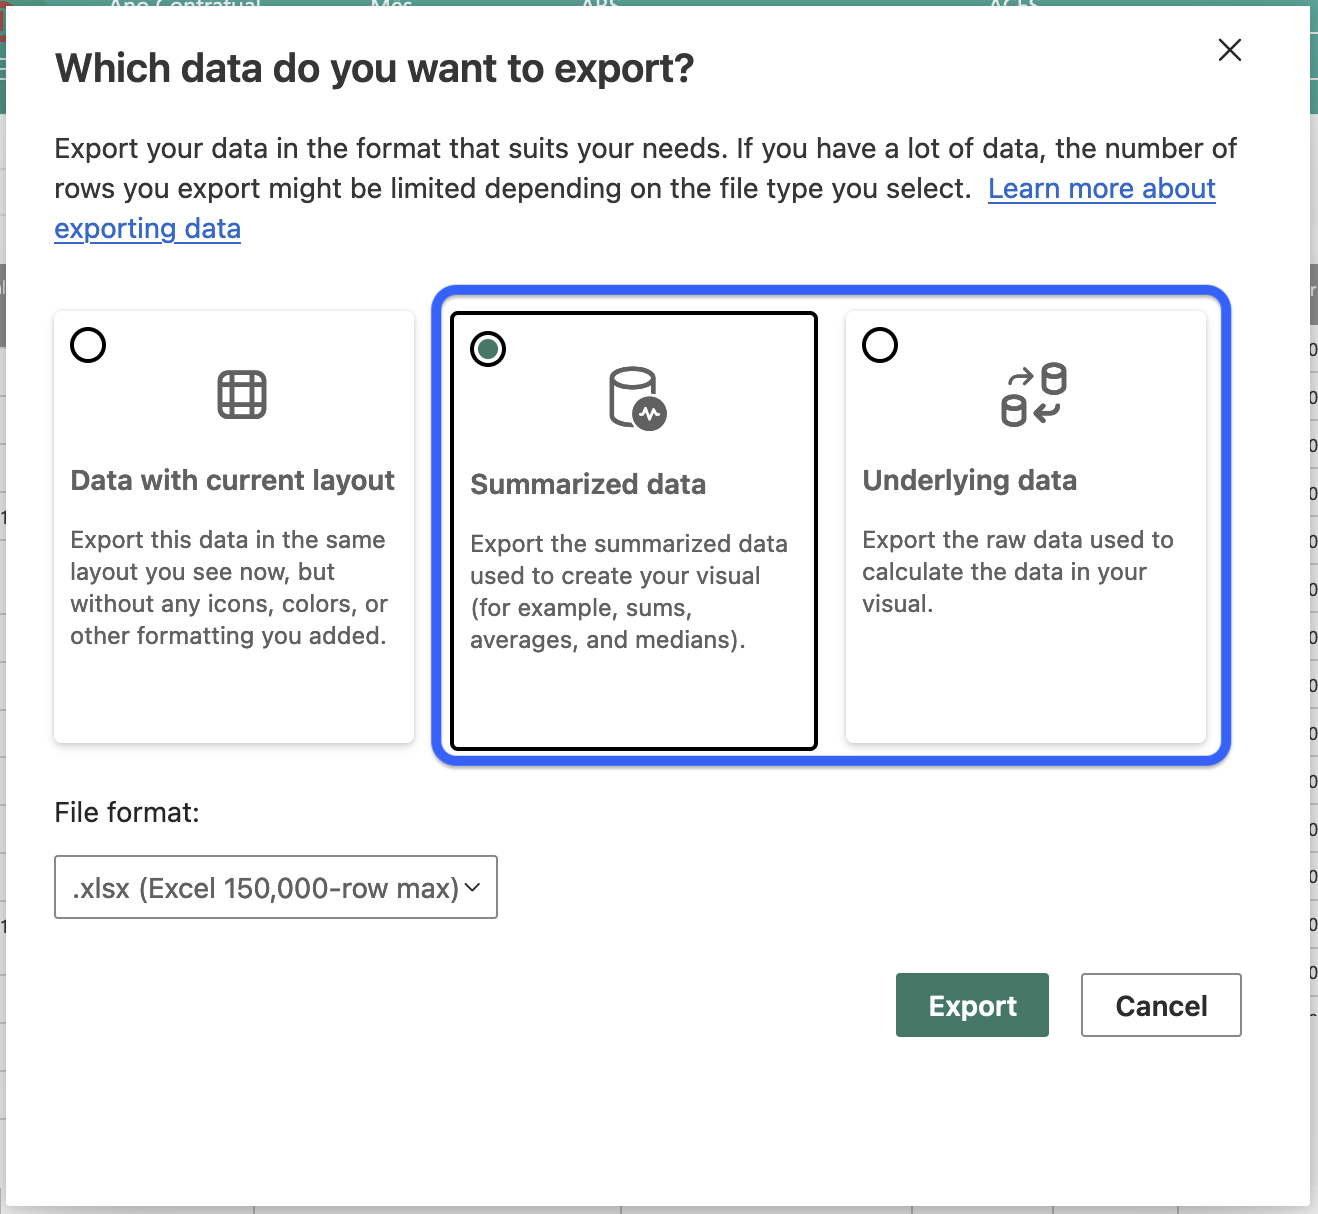 Which data do you want to export?
Export your data in the format that suits your needs. If you have a lot of data, the number of
rows you export might be limited depending on the file type you select. Learn more about
exporting data
Data with current layout
Export this data in the same
layout you see now, but
without any icons, colors, or
other formatting you added.
Summarized data
Export the summarized data
used to create your visual
(for example, sums,
averages, and medians).
Underlying data
Export the raw data used to
calculate the data in your
visual.
File format:
.xlsx (Excel 150,000-row max)
Export
Cancel